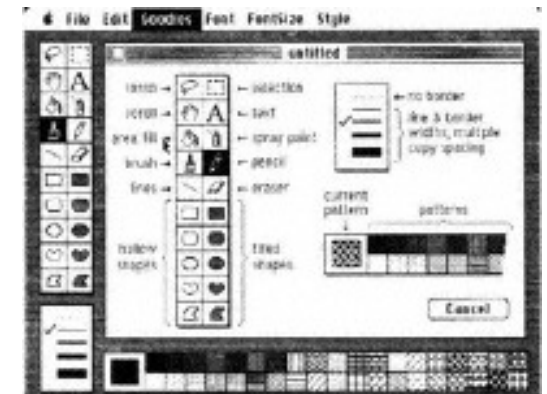 File Edit Goodies Font FontSize Style
untitled
lasso
selection
scroll
text
area fill
spray paint
brush
pencil
lines
eraser
hollow
shapes
filled
shapes
no border
line & border
widths, multiple
copy spacing
current
pattern
patterns
Cancel